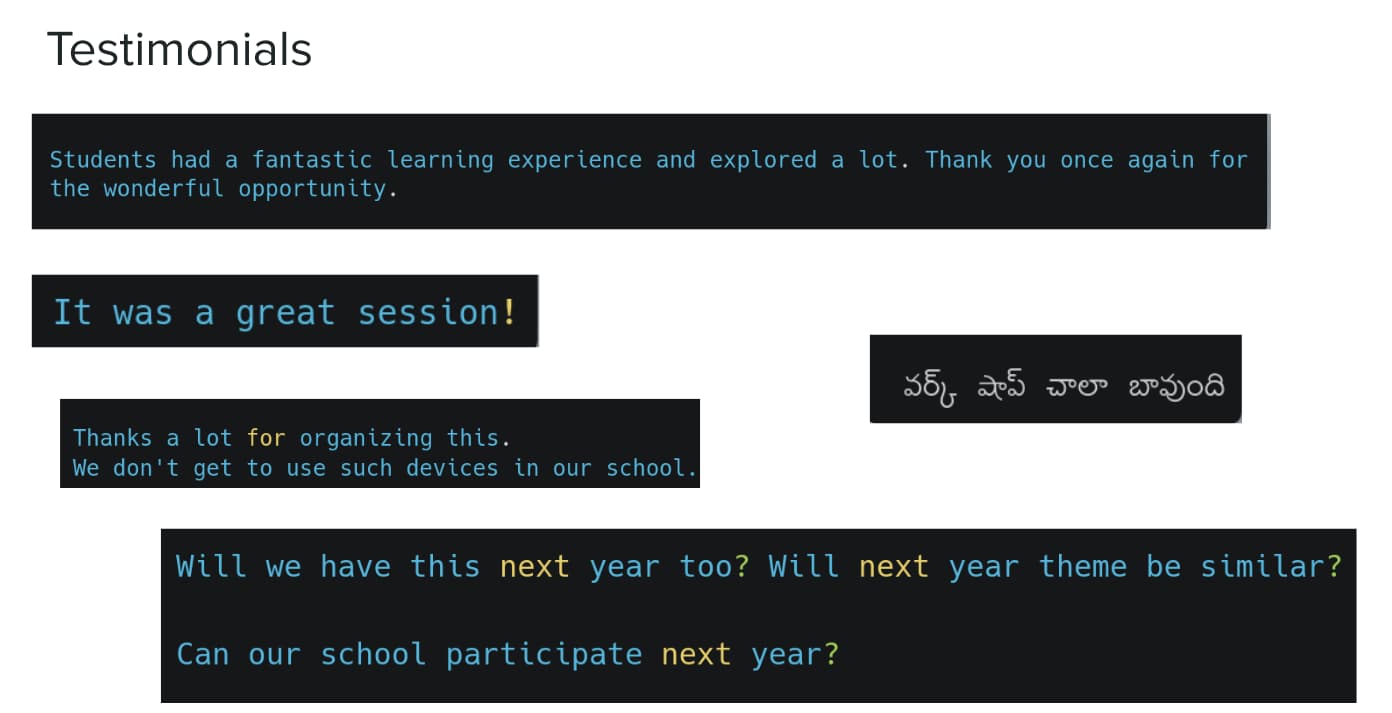 Testimonials
Students had a fantastic learning experience and explored a lot. Thank you once again for
the wonderful opportunity.
It was a great session!
వర్క్ షాప్ చాలా బావుంది
Thanks a lot for organizing this.
We don't get to use such devices in our school.
Will we have this next year too? Will next year theme be similar?
Can our school participate next year?